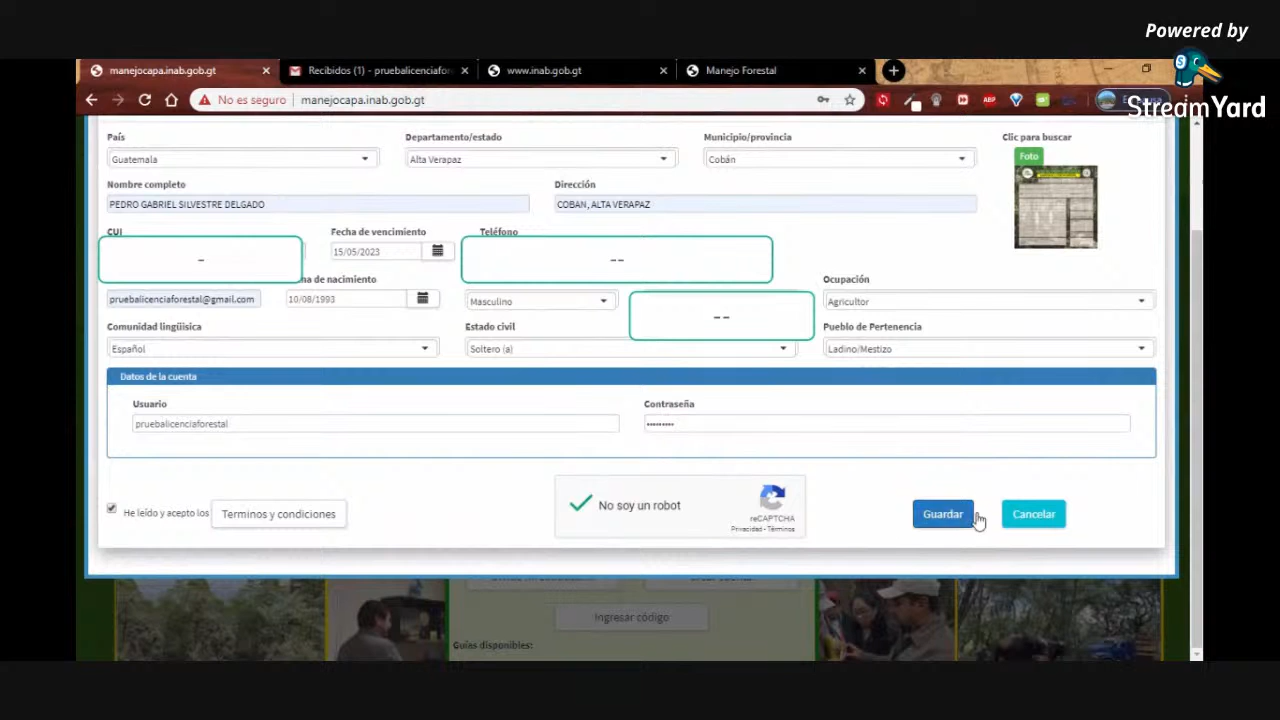 Powered by
StreamYard
manejocapa.inab.gob.gt
Recibidos (1) - pruebalicenciafor
www.inab.gob.gt
Manejo Forestal
No es seguro
manejocapa.inab.gob.gt
ABP
País
Departamento/estado
Municipio/provincia
Clic para buscar
Guatemala
Alta Verapaz
Cobán
Foto
Nombre completo
Dirección
PEDRO GABRIEL SILVESTRE DELGADO
COBAN, ALTA VERAPAZ
CUI
Fecha de vencimiento
Teléfono
–
15/05/2023
– –
na de nacimiento
Ocupación
pruebalicenciaforestal@gmail.com
10/08/1993
Masculino
– –
Agricultor
Comunidad lingüisica
Estado civil
Pueblo de Pertenencia
Español
Soltero (a)
Ladino/Mestizo
Datos de la cuenta
Usuario
Contraseña
pruebalicenciaforestal
•••••••••
He leído y acepto los
Terminos y condiciones
No soy un robot
reCAPTCHA
Privacidad - Términos
Guardar
Cancelar
Ingresar código
Guías disponibles: